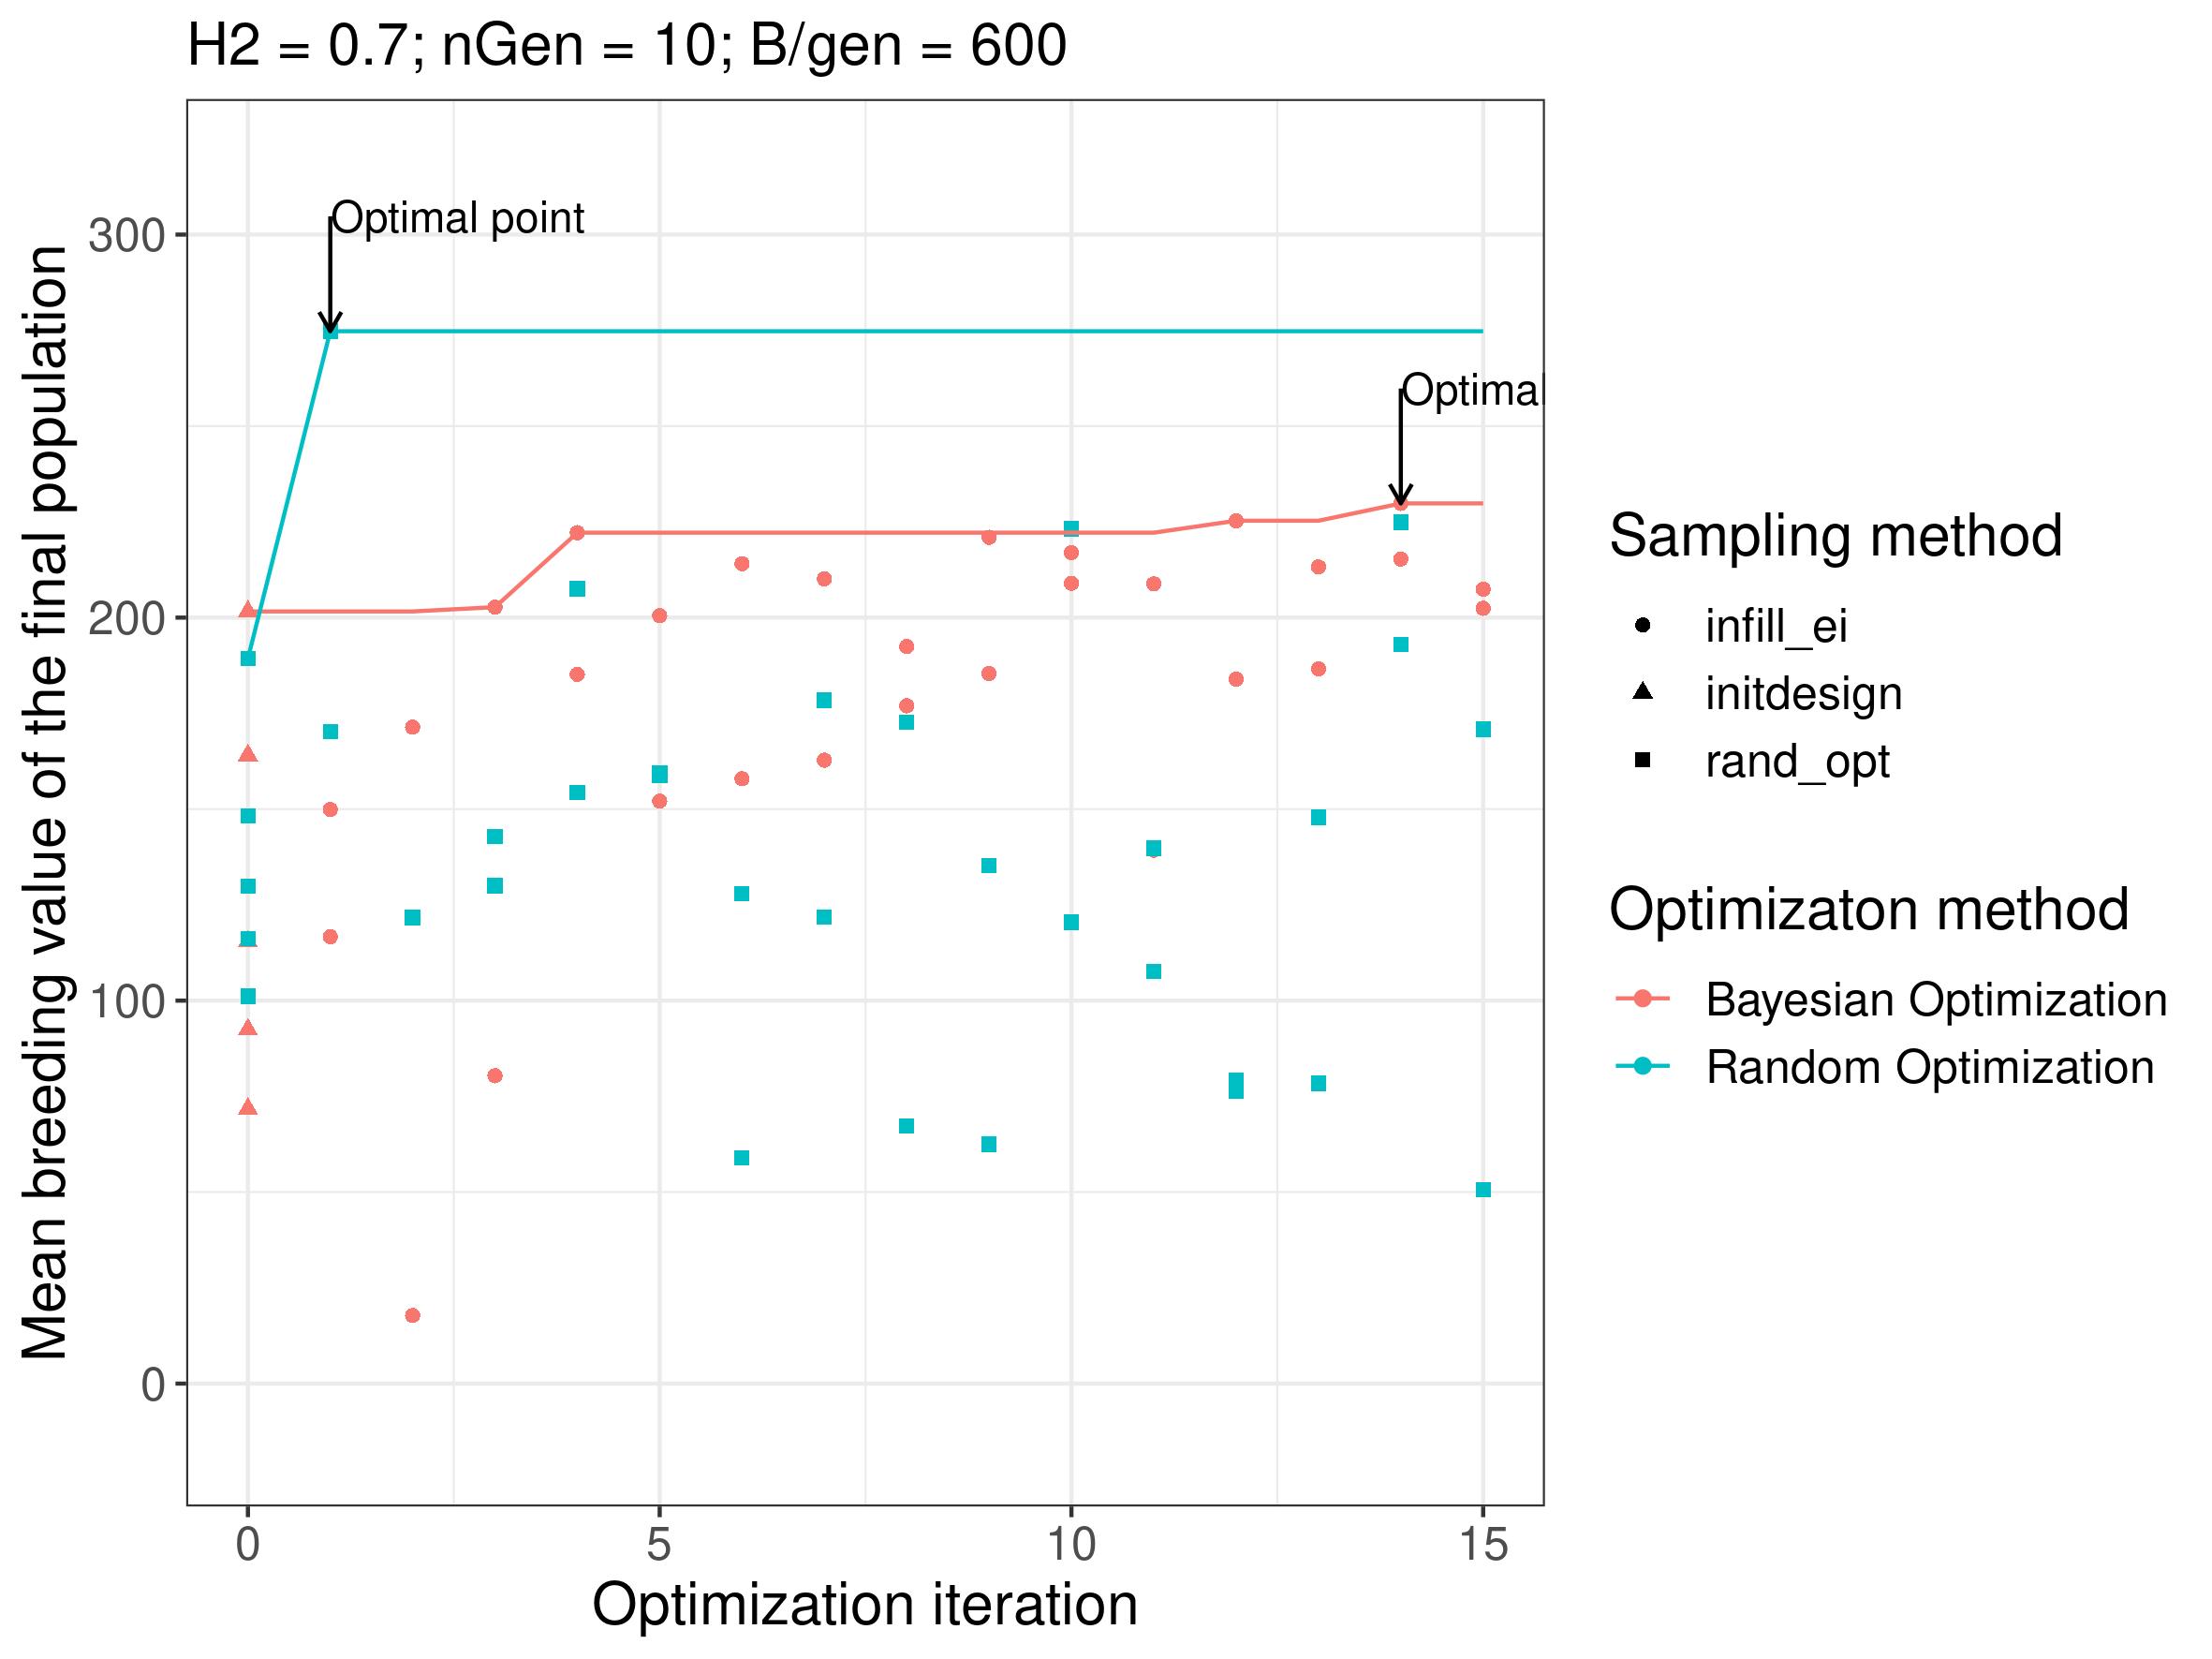 H2 = 0.7; nGen = 10; B/gen = 600
Mean breeding value of the final population
300
200
100
0
Optimal point
Optimal
0
5
10
15
Optimization iteration
Sampling method
infill_ei
initdesign
rand_opt
Optimizaton method
Bayesian Optimization
Random Optimization